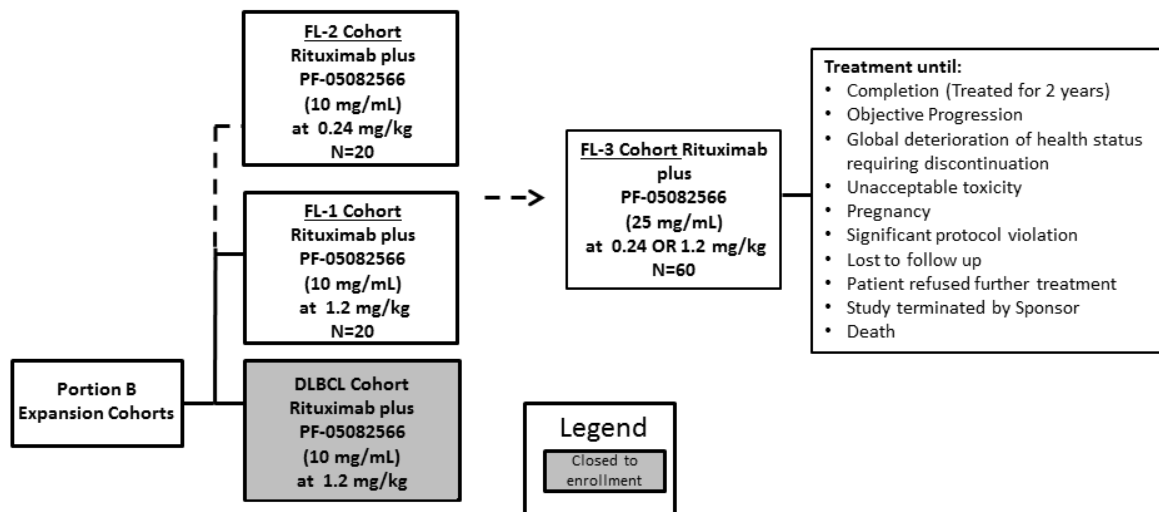 FL-2 Cohort
Rituximab plus
PF-05082566
(10 mg/mL)
at 0.24 mg/kg
N=20
FL-1 Cohort
Rituximab plus
PF-05082566
(10 mg/mL)
at 1.2 mg/kg
N=20
Portion B
Expansion Cohorts
DLBCL Cohort
Rituximab plus
PF-05082566
(10 mg/mL)
at 1.2 mg/kg
FL-3 Cohort Rituximab
plus
PF-05082566
(25 mg/mL)
at 0.24 OR 1.2 mg/kg
N=60
Treatment until:
• Completion (Treated for 2 years)
• Objective Progression
• Global deterioration of health status
requiring discontinuation
• Unacceptable toxicity
• Pregnancy
• Significant protocol violation
• Lost to follow up
• Patient refused further treatment
• Study terminated by Sponsor
• Death
Legend
Closed to
enrollment